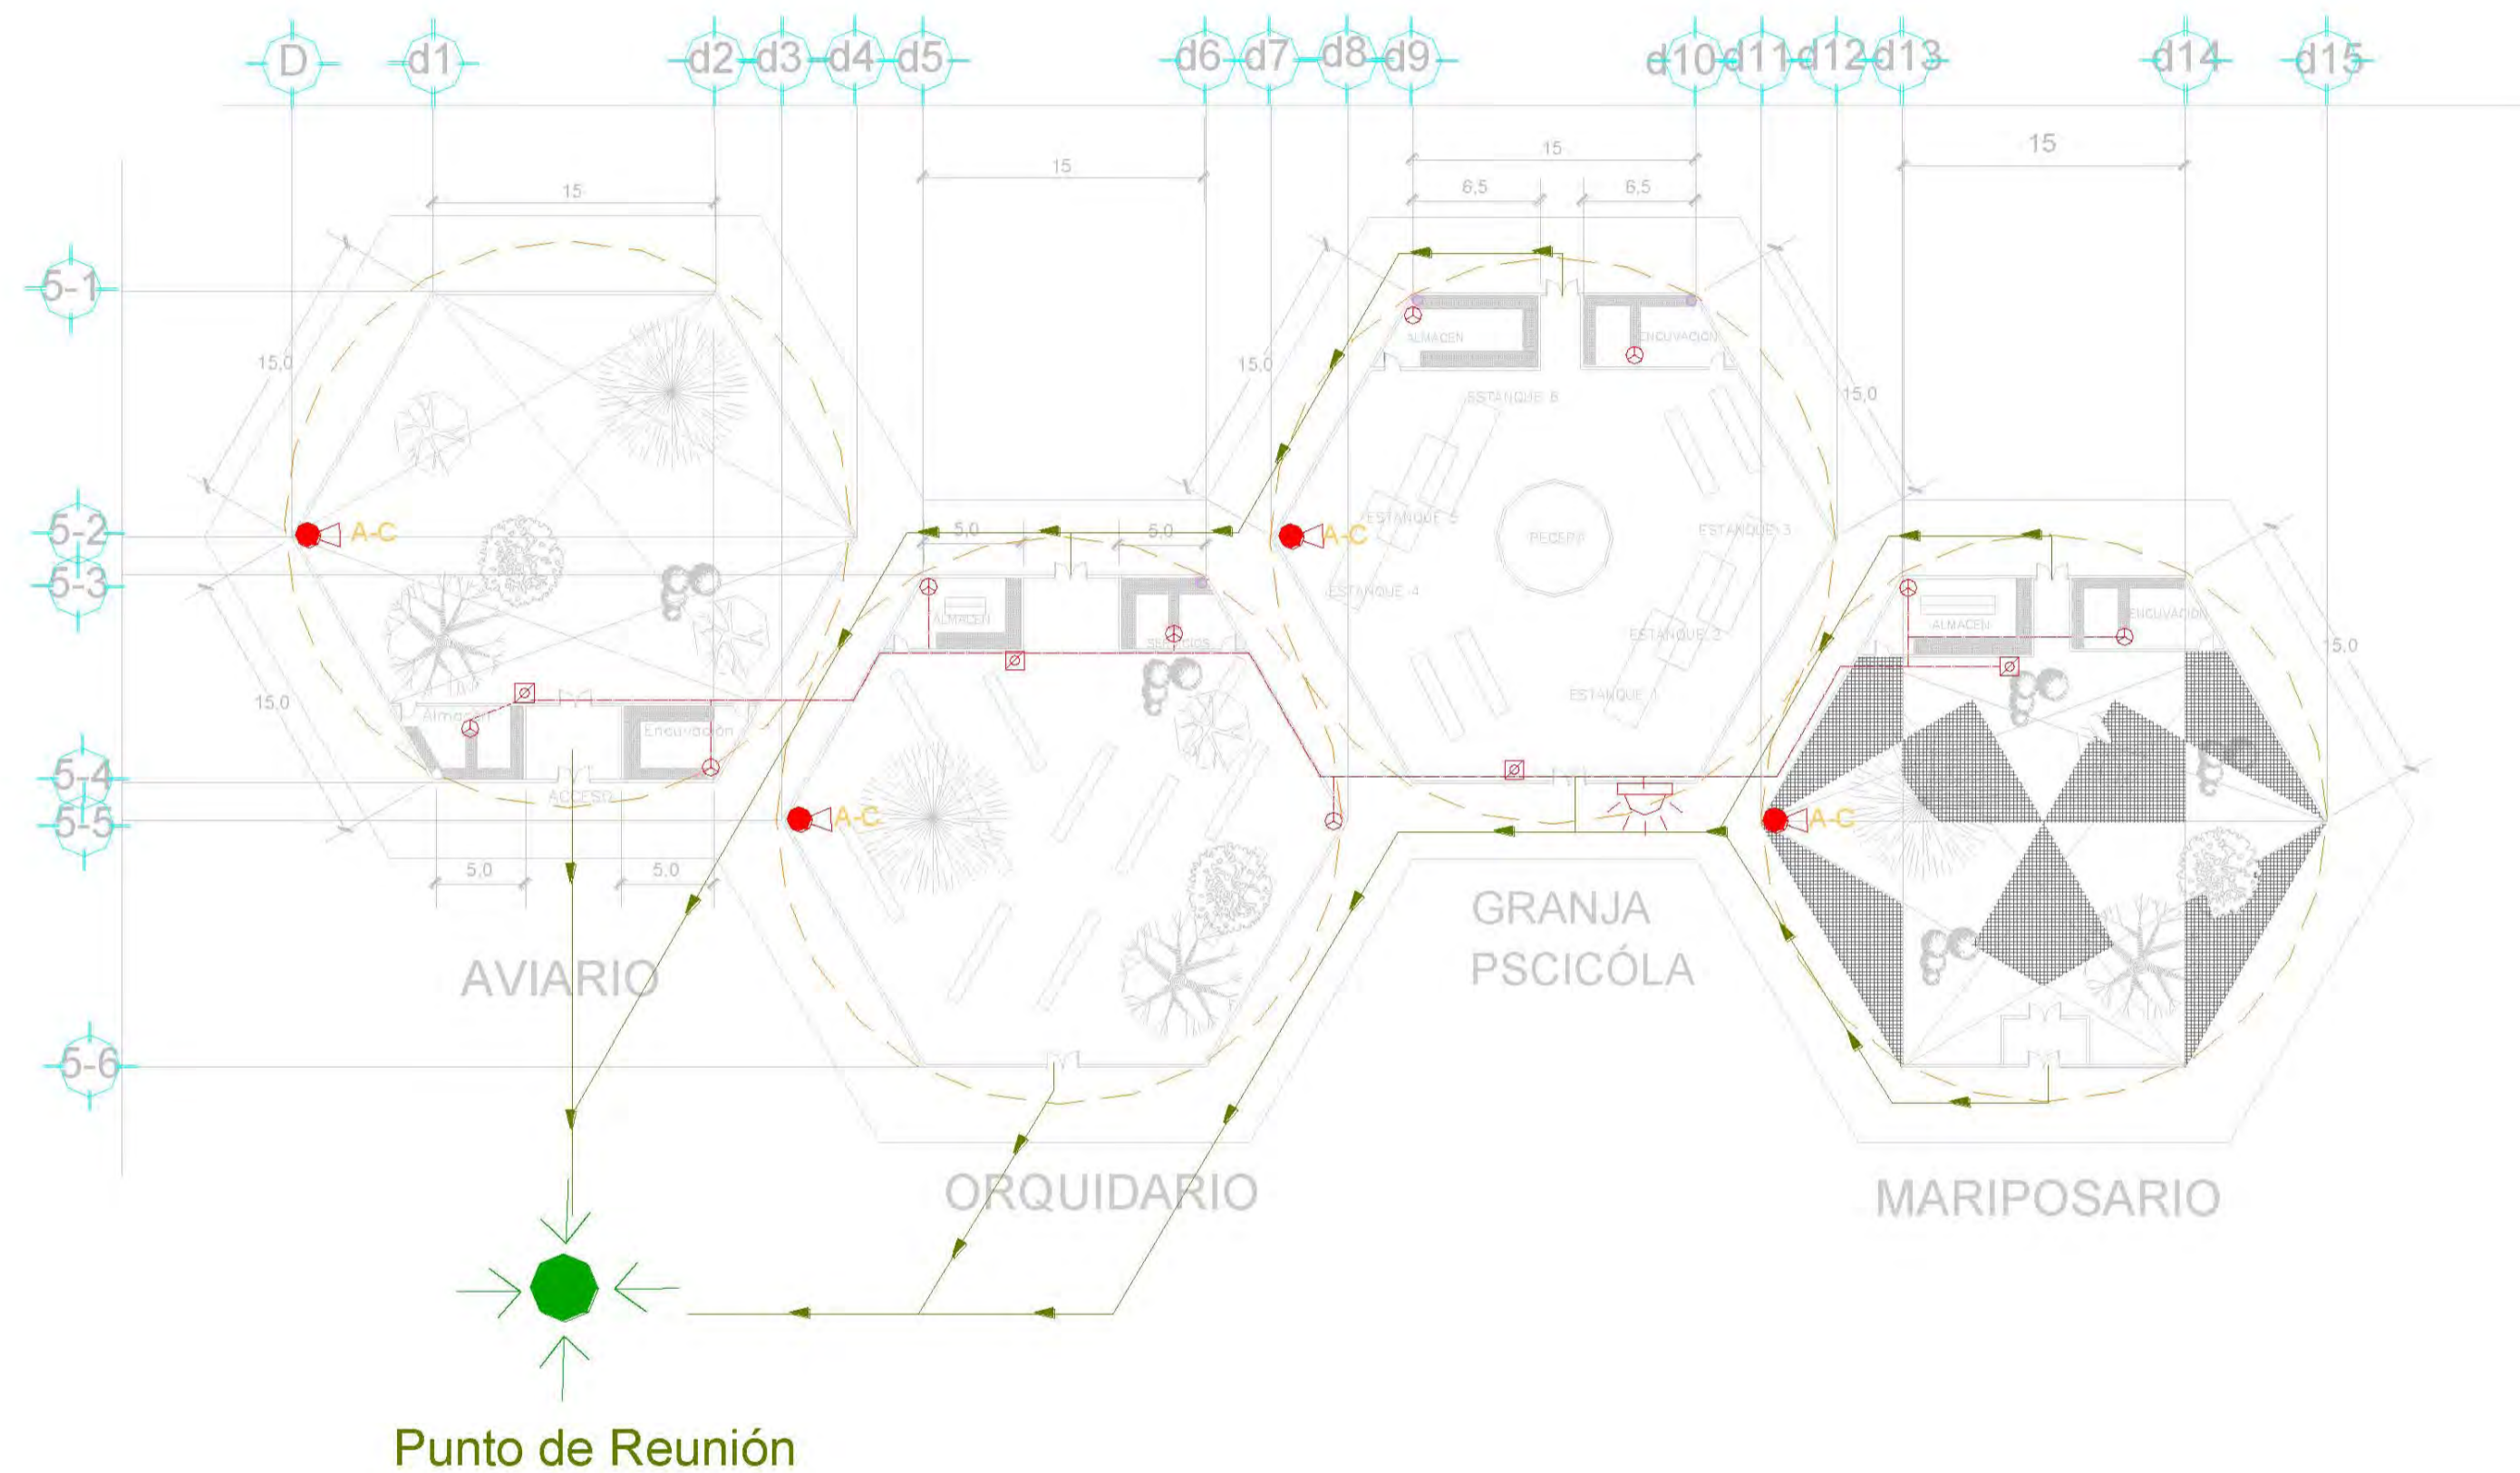 D d1 d2 d3 d4 d5 d6 d7 d8 d9 d10 d11 d12 d13 d14 d15
15
15
15
15
6,5 6,5
5-1
5-2
5-3
5-4
5-5
5-6
15,0
15,0
15,0
15,0
15,0
A-C
A-C
A-C
A-C
5,0 5,0
ALMACEN
ENCUVACION
ESTANQUE 5
ESTANQUE 4
ESTANQUE 3
ESTANQUE 2
ESTANQUE 1
ALMACEN
SERVICIOS
ALMACEN
ENCUVACION
Almacén
Encuvación
ACCESO
5,0 5,0
AVIARIO
GRANJA
PSCICÓLA
ORQUIDARIO
MARIPOSARIO
Punto de Reunión